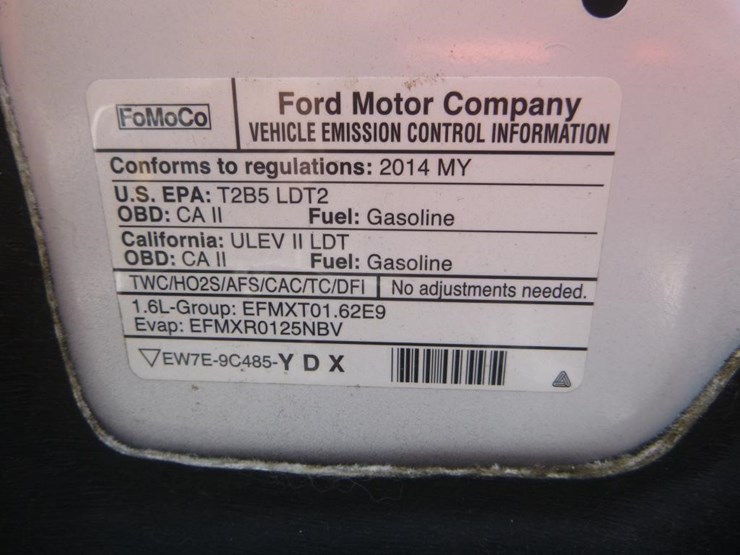 FoMoCo
Ford Motor Company
VEHICLE EMISSION CONTROL INFORMATION
Conforms to regulations: 2014 MY
U.S. EPA: T2B5 LDT2
OBD: CA II Fuel: Gasoline
California: ULEV II LDT
OBD: CA II Fuel: Gasoline
TWC/HO2S/AFS/CAC/TC/DFI No adjustments needed.
1.6L-Group: EFMXT01.62E9
Evap: EFMXR0125NBV
EW7E-9C485-Y D X